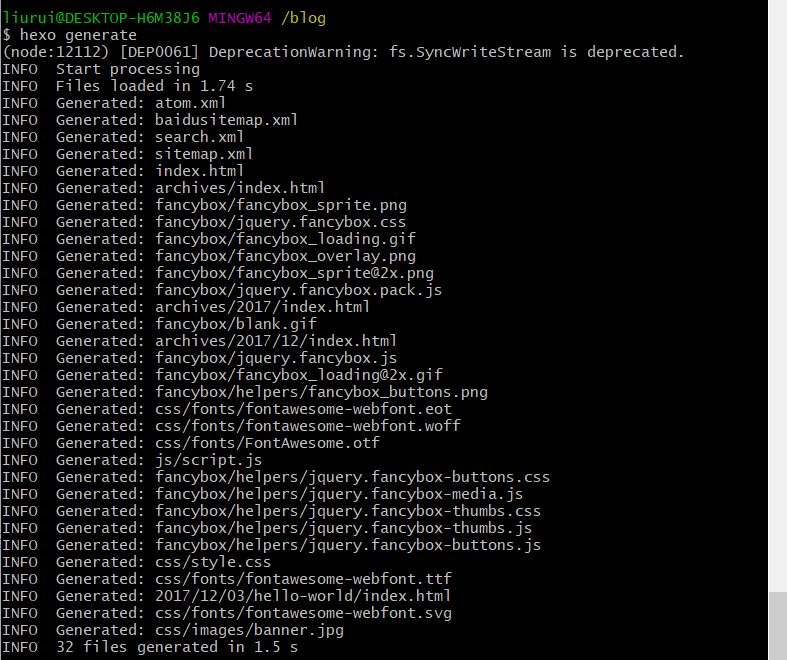 liurui@DESKTOP-H6M38J6 MINGW64 /blog
$ hexo generate
(node:12112) [DEP0061] DeprecationWarning: fs.SyncWriteStream is deprecated.
INFO  Start processing
INFO  Files loaded in 1.74 s
INFO  Generated: atom.xml
INFO  Generated: baidusitemap.xml
INFO  Generated: search.xml
INFO  Generated: sitemap.xml
INFO  Generated: index.html
INFO  Generated: archives/index.html
INFO  Generated: fancybox/fancybox_sprite.png
INFO  Generated: fancybox/jquery.fancybox.css
INFO  Generated: fancybox/fancybox_loading.gif
INFO  Generated: fancybox/fancybox_overlay.png
INFO  Generated: fancybox/fancybox_sprite@2x.png
INFO  Generated: fancybox/jquery.fancybox.pack.js
INFO  Generated: archives/2017/index.html
INFO  Generated: fancybox/blank.gif
INFO  Generated: archives/2017/12/index.html
INFO  Generated: fancybox/jquery.fancybox.js
INFO  Generated: fancybox/fancybox_loading@2x.gif
INFO  Generated: fancybox/helpers/fancybox_buttons.png
INFO  Generated: css/fonts/fontawesome-webfont.eot
INFO  Generated: css/fonts/fontawesome-webfont.woff
INFO  Generated: css/fonts/FontAwesome.otf
INFO  Generated: js/script.js
INFO  Generated: fancybox/helpers/jquery.fancybox-buttons.css
INFO  Generated: fancybox/helpers/jquery.fancybox-media.js
INFO  Generated: fancybox/helpers/jquery.fancybox-thumbs.css
INFO  Generated: fancybox/helpers/jquery.fancybox-thumbs.js
INFO  Generated: fancybox/helpers/jquery.fancybox-buttons.js
INFO  Generated: css/style.css
INFO  Generated: css/fonts/fontawesome-webfont.ttf
INFO  Generated: 2017/12/03/hello-world/index.html
INFO  Generated: css/fonts/fontawesome-webfont.svg
INFO  Generated: css/images/banner.jpg
INFO  32 files generated in 1.5 s